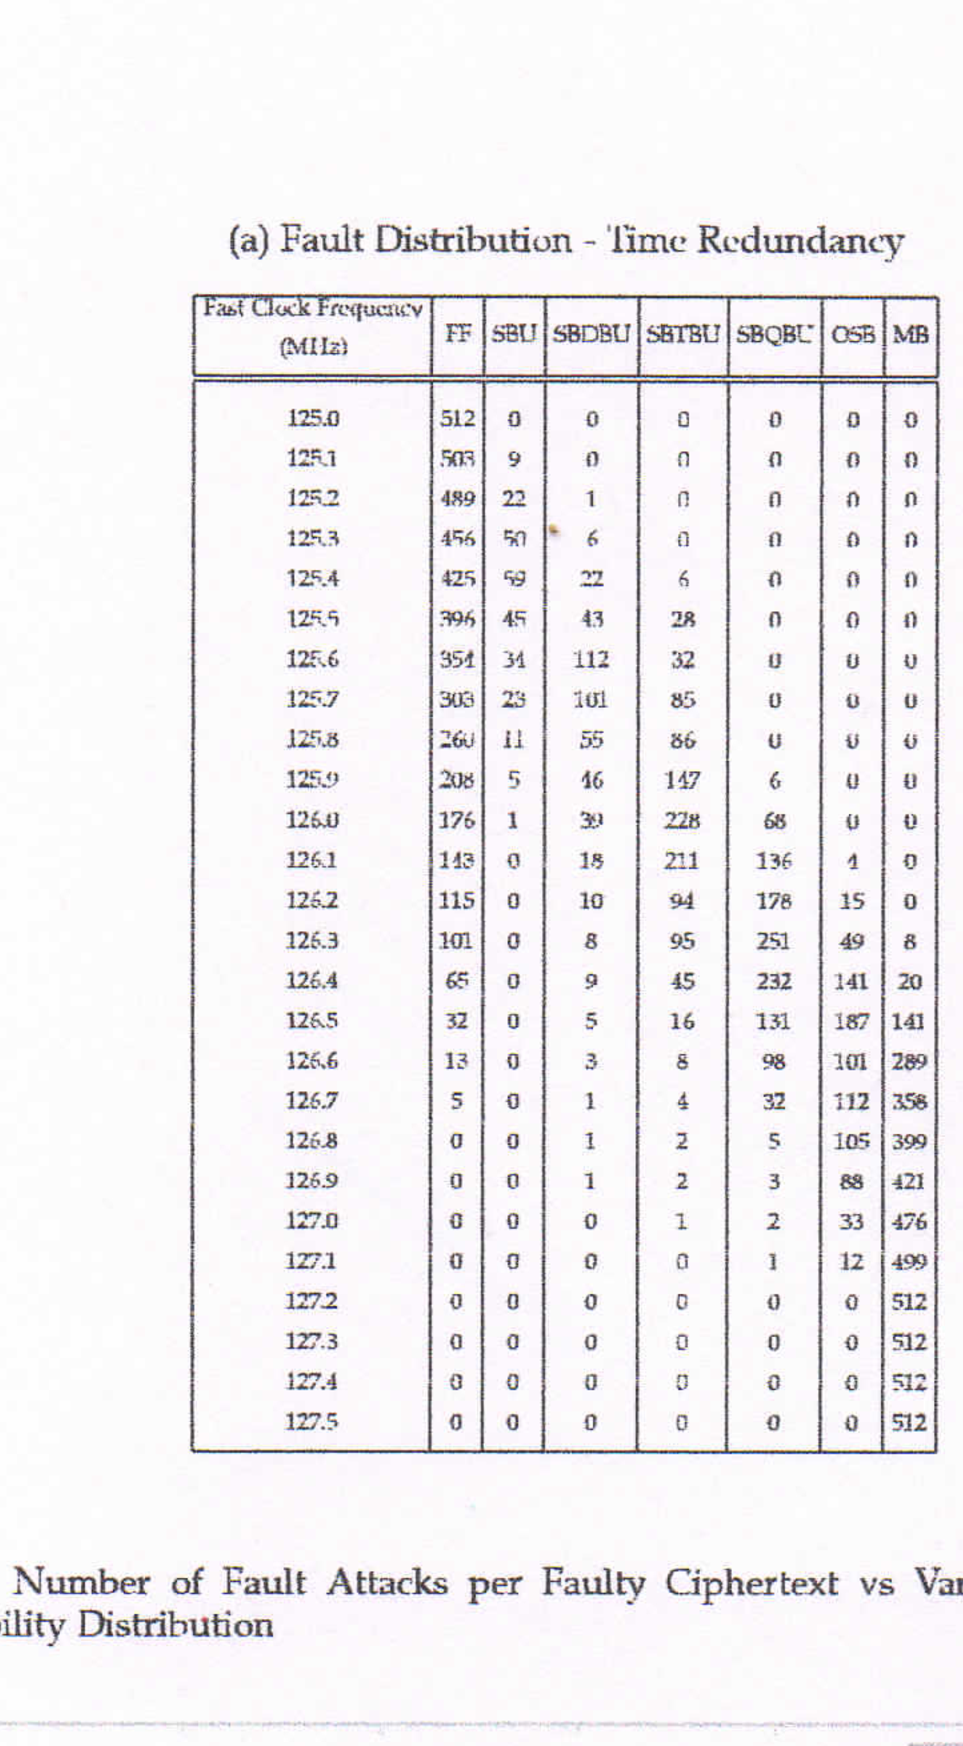 (a) Fault Distribution - Time Redundancy
Fast Clock Frequency (MHz) FF SBU SBDBU SBTBU SBQBU OSB MB
125.0 512 0 0 0 0 0 0
125.1 503 9 0 0 0 0 0
125.2 489 22 1 0 0 0 0
125.3 456 50 6 0 0 0 0
125.4 425 59 22 6 0 0 0
125.5 396 45 43 28 0 0 0
125.6 354 34 112 32 0 0 0
125.7 303 23 101 85 0 0 0
125.8 260 11 55 86 0 0 0
125.9 208 5 46 147 6 0 0
126.0 176 1 39 228 68 0 0
126.1 143 0 18 211 136 4 0
126.2 115 0 10 94 178 15 0
126.3 101 0 8 95 251 49 8
126.4 65 0 9 45 232 141 20
126.5 32 0 5 16 131 187 141
126.6 13 0 3 8 98 101 289
126.7 5 0 1 4 32 112 358
126.8 0 0 1 2 5 105 399
126.9 0 0 1 2 3 88 421
127.0 0 0 0 1 2 33 476
127.1 0 0 0 0 1 12 499
127.2 0 0 0 0 0 0 512
127.3 0 0 0 0 0 0 512
127.4 0 0 0 0 0 0 512
127.5 0 0 0 0 0 0 512
Number of Fault Attacks per Faulty Ciphertext vs Var
ility Distribution